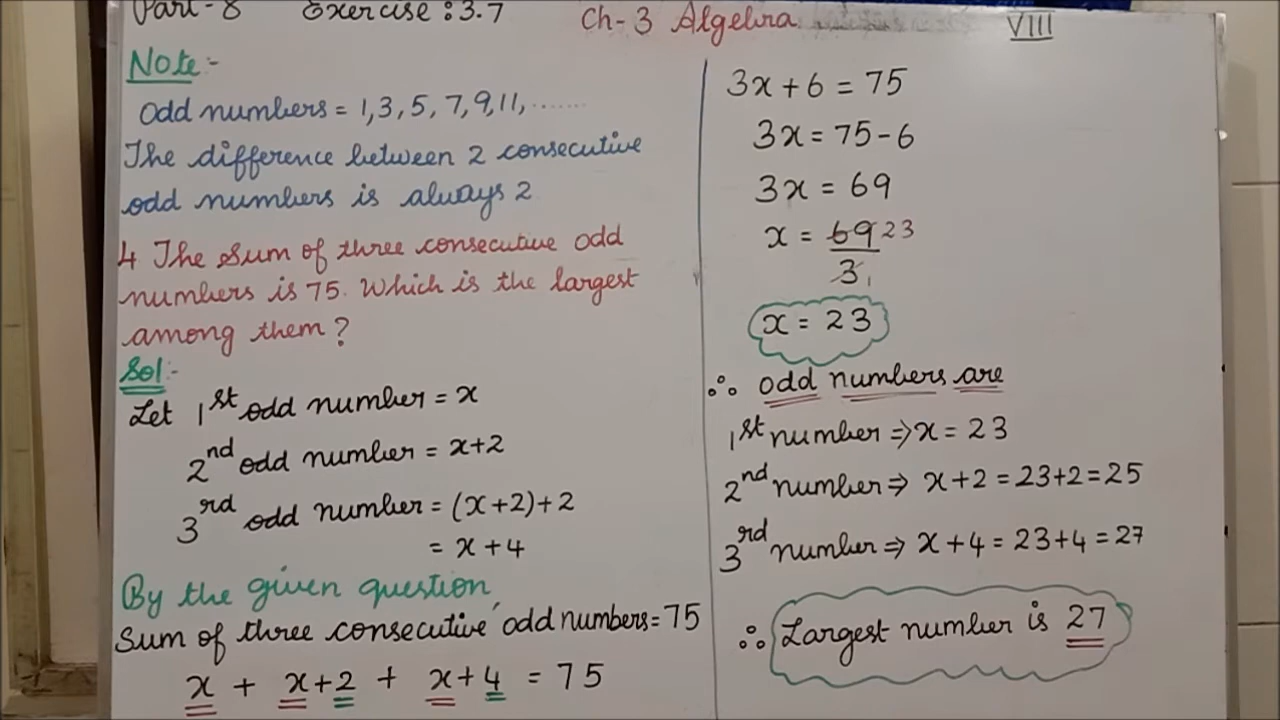 Part-8 Exercise:3.7 Ch-3 Algebra VIII
Note:-
Odd numbers = 1,3,5,7,9,11,.......
The difference between 2 consecutive
odd numbers is always 2
4 The Sum of three consecutive odd
numbers is 75. Which is the largest
among them?
Sol:-
Let 1st odd number = x
2nd odd number = x+2
3rd odd number = (x+2)+2
= x+4
By the given question,
Sum of three consecutive odd numbers = 75
x + x+2 + x+4 = 75
3x + 6 = 75
3x = 75 - 6
3x = 69
x = 69 23
3 1
x = 23
∴ odd numbers are
1st number ⇒ x = 23
2nd number ⇒ x+2 = 23+2 = 25
3rd number ⇒ x+4 = 23+4 = 27
∴ Largest number is 27